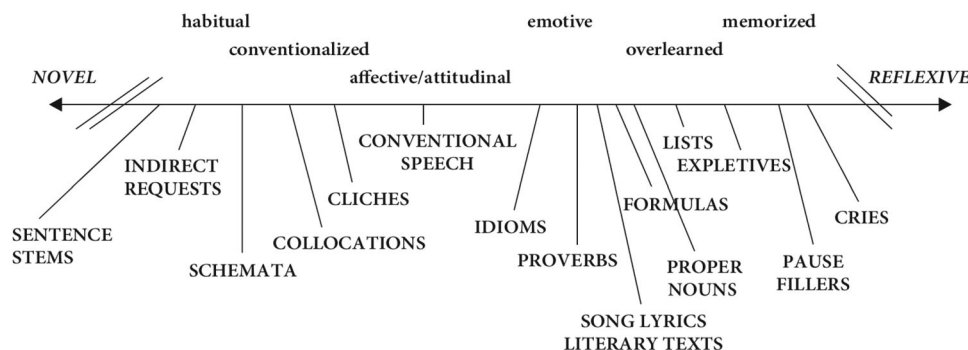 habitual
emotive
memorized
conventionalized
overlearned
NOVEL
affective/attitudinal
REFLEXIVE
CONVENTIONAL
SPEECH
LISTS
EXPLETIVES
INDIRECT
REQUESTS
CLICHES
FORMULAS
CRIES
SENTENCE
STEMS
IDIOMS
COLLOCATIONS
SCHEMATA
PROVERBS
PROPER
NOUNS
PAUSE
FILLERS
SONG LYRICS
LITERARY TEXTS